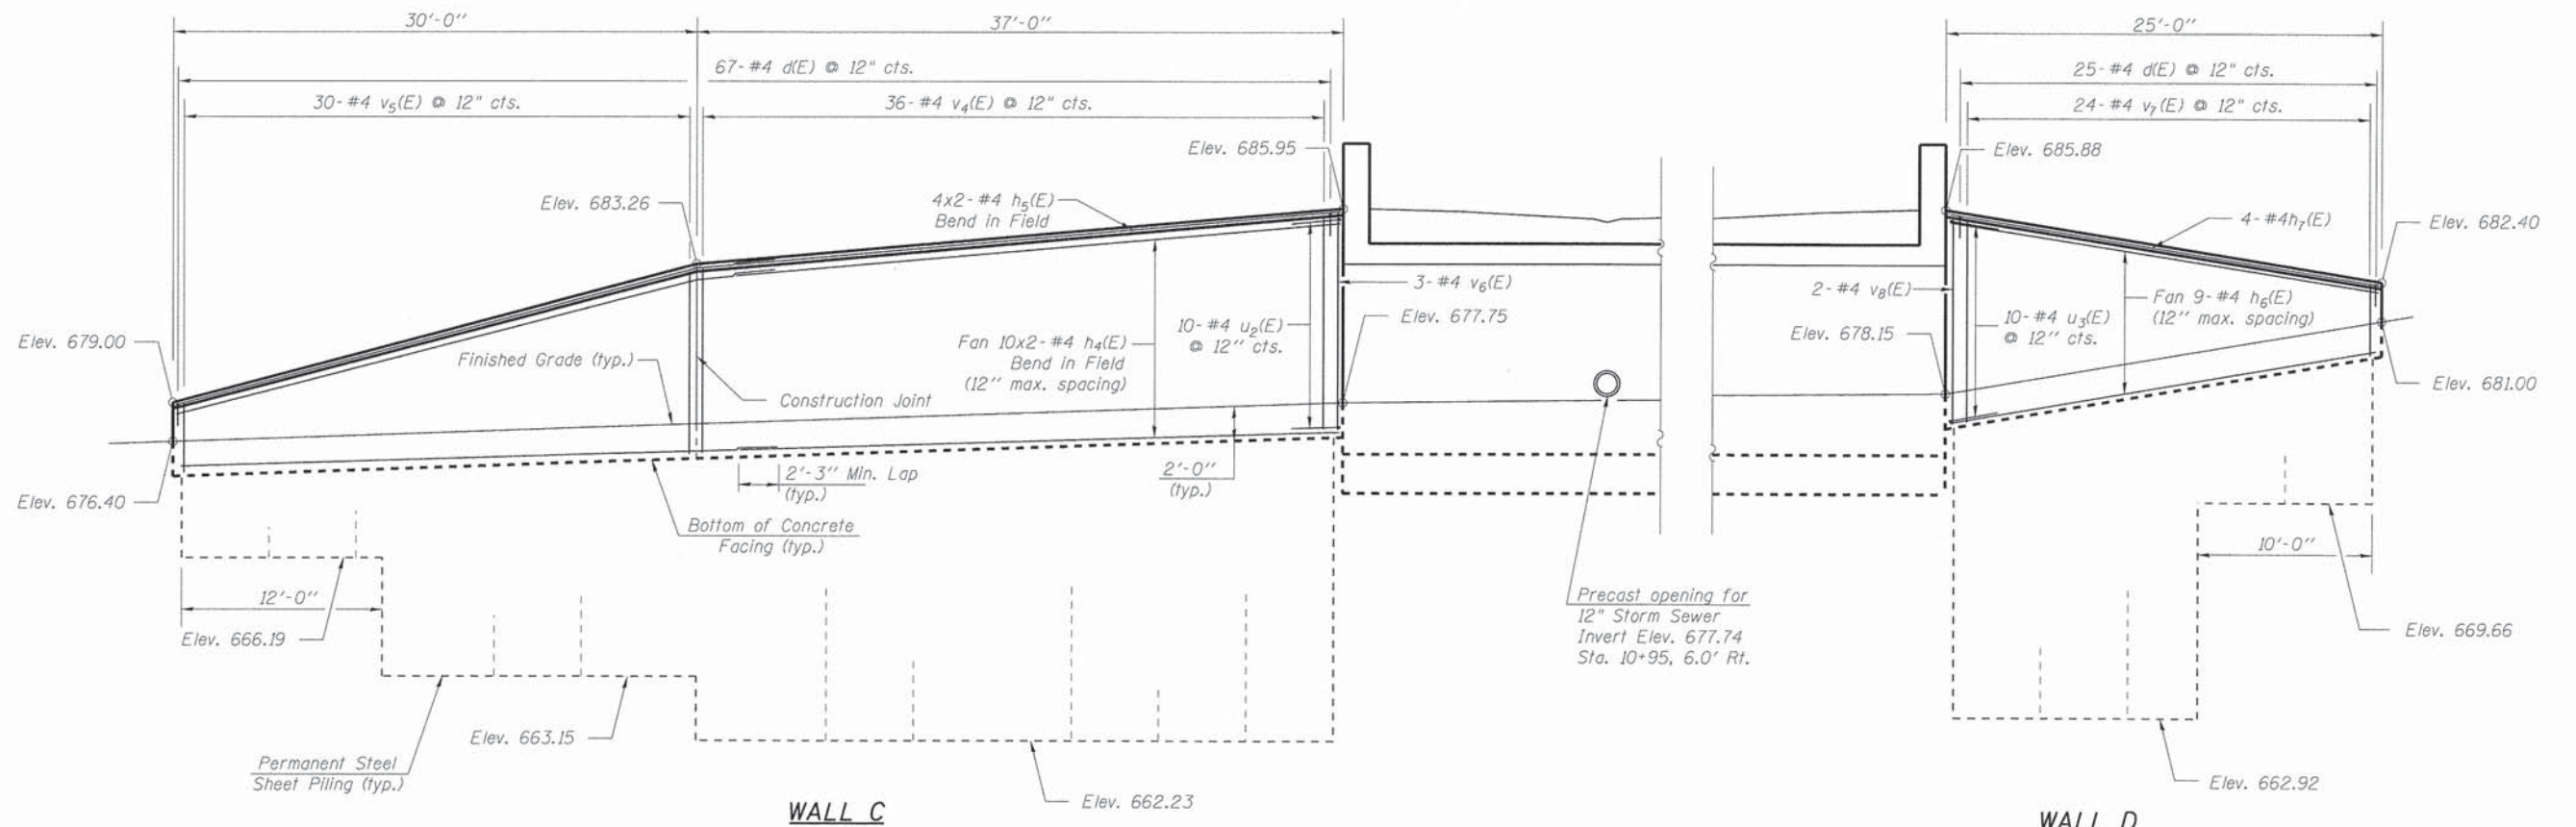 30'-0"
37'-0"
25'-0"
67-#4 d(E) @ 12" cts.
25-#4 d(E) @ 12" cts.
30-#4 v5(E) @ 12" cts.
36-#4 v4(E) @ 12" cts.
24-#4 v7(E) @ 12" cts.
Elev. 685.95
Elev. 685.88
Elev. 683.26
4x2-#4 h5(E)
Bend in Field
4-#4h7(E)
Elev. 682.40
3-#4 v6(E)
2-#4 v8(E)
Fan 9-#4 h6(E)
(12" max. spacing)
Elev. 679.00
Finished Grade (typ.)
Fan 10x2-#4 h4(E)
Bend in Field
(12" max. spacing)
10-#4 u2(E)
@ 12" cts.
Elev. 677.75
Elev. 678.15
10-#4 u3(E)
@ 12" cts.
Construction Joint
Elev. 681.00
Elev. 676.40
2'-3" Min. Lap
(typ.)
2'-0"
(typ.)
Bottom of Concrete
Facing (typ.)
10'-0"
12'-0"
Elev. 666.19
Precast opening for
12" Storm Sewer
Invert Elev. 677.74
Sta. 10+95, 6.0' Rt.
Elev. 669.66
Elev. 663.15
Permanent Steel
Sheet Piling (typ.)
Elev. 662.23
Elev. 662.92
WALL C
WALL D